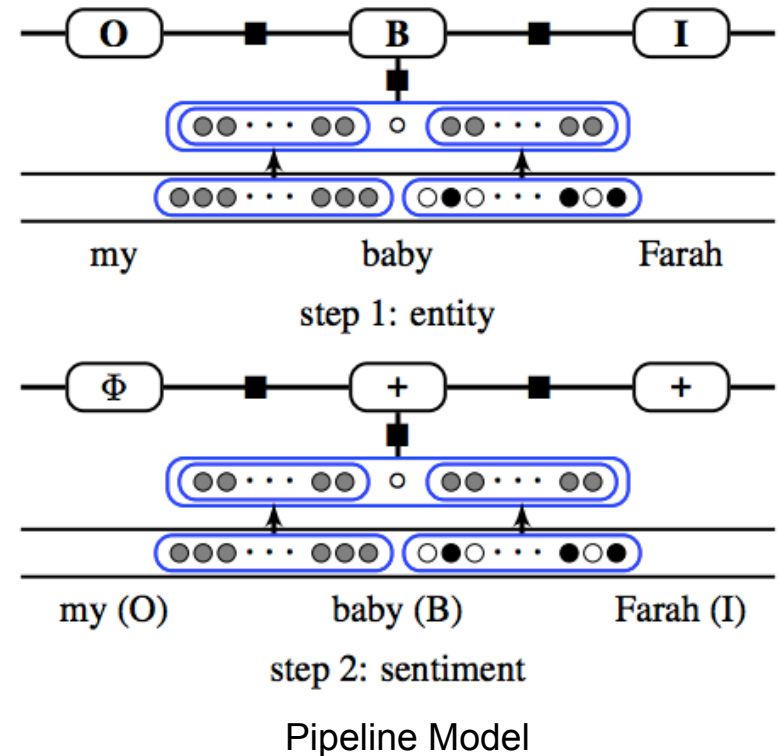 O B I
my baby Farah
step 1: entity
Φ + +
my (O) baby (B) Farah (I)
step 2: sentiment
Pipeline Model